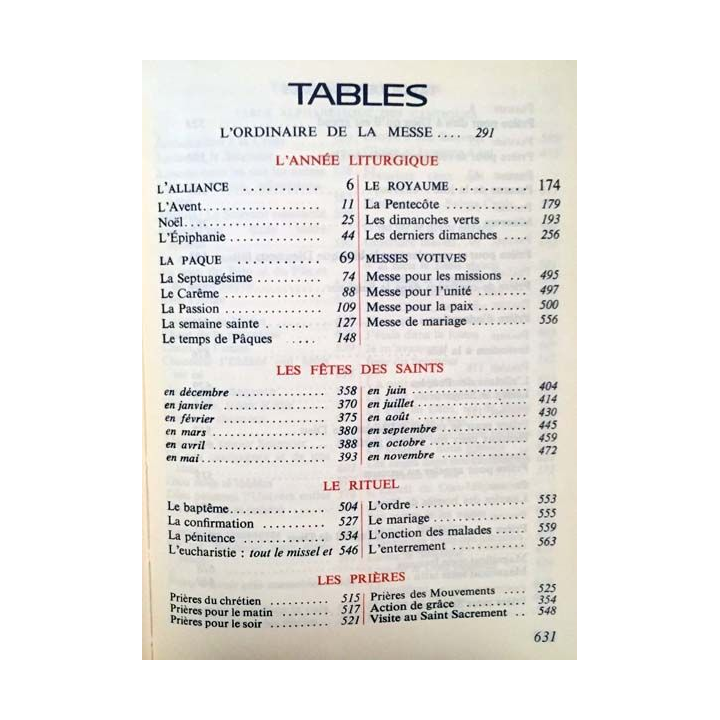 TABLES
L'ORDINAIRE DE LA MESSE .... 291
L'ANNÉE LITURGIQUE
L'ALLIANCE .......... 6
L'Avent .......... 11
Noël .......... 25
L'Épiphanie .......... 44
LA PAQUE .......... 69
La Septuagésime .......... 74
Le Carême .......... 88
La Passion .......... 109
La semaine sainte . ...... 127
Le temps de Pâques ..... 148
LE ROYAUME .......... 174
La Pentecôte .......... 179
Les dimanches verts ....... 193
Les derniers dimanches .... 256
MESSES VOTIVES
Messe pour les missions ... 495
Messe pour l'unité ........ 497
Messe pour la paix ........ 500
Messe de mariage .......... 556
LES FÊTES DES SAINTS
en décembre .......... 358
en janvier .......... 370
en février .......... 375
en mars .......... 380
en avril .......... 388
en mai .......... 393
en juin .......... 404
en juillet .......... 414
en août .......... 430
en septembre .......... 445
en octobre .......... 459
en novembre .......... 472
LE RITUEL
Le baptême .......... 504
La confirmation .......... 527
La pénitence .......... 534
L'eucharistie : tout le missel et 546
L'ordre .......... 553
Le mariage .......... 555
L'onction des malades .... 559
L'enterrement .......... 563
LES PRIÈRES
Prières du chrétien .......... 515
Prières pour le matin ....... 517
Prières pour le soir ......... 521
Prières des Mouvements .... 525
Action de grâce .......... 354
Visite au Saint Sacrement .. 548
631